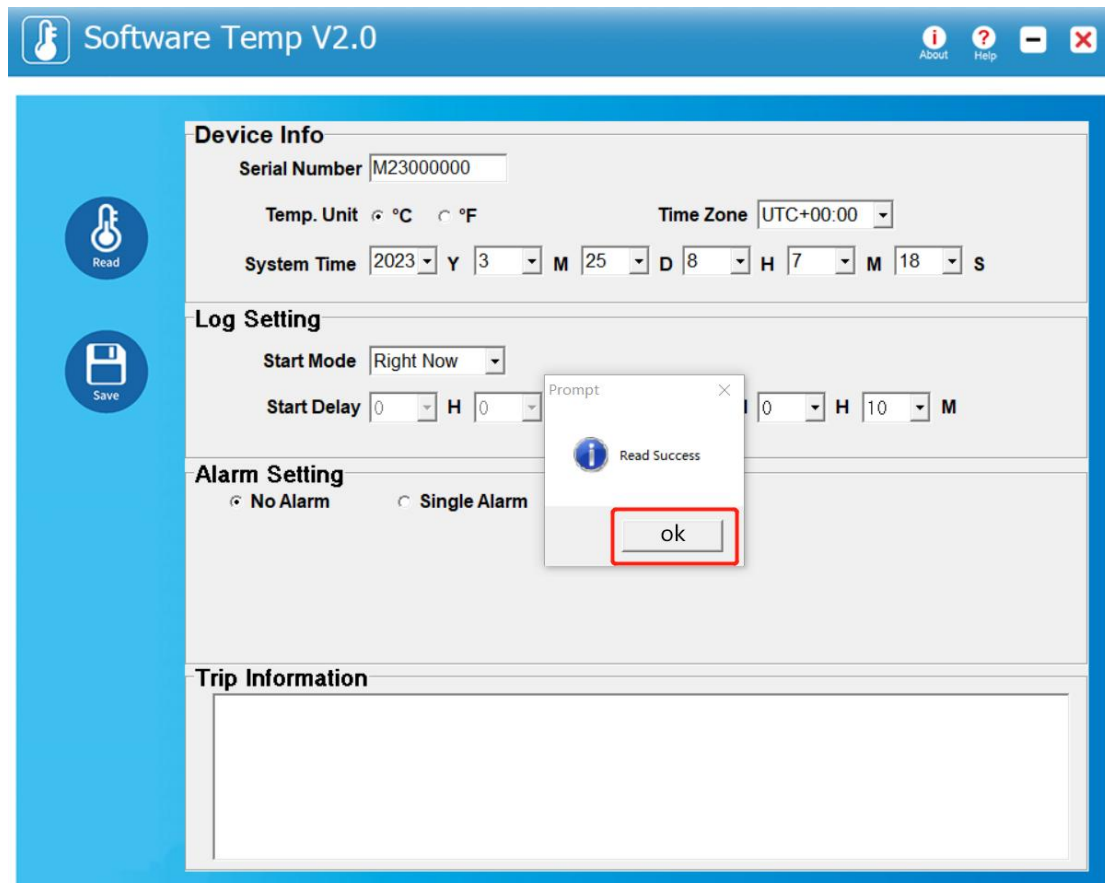 Software Temp V2.0
About
Help
Device Info
Serial Number M23000000
Read
Temp. Unit °C °F Time Zone UTC+00:00
System Time 2023 Y 3 M 25 D 8 H 7 M 18 S
Log Setting
Save
Start Mode Right Now
Start Delay 0 H 0 0 H 10 M
Prompt
Read Success
ok
Alarm Setting
No Alarm Single Alarm
Trip Information